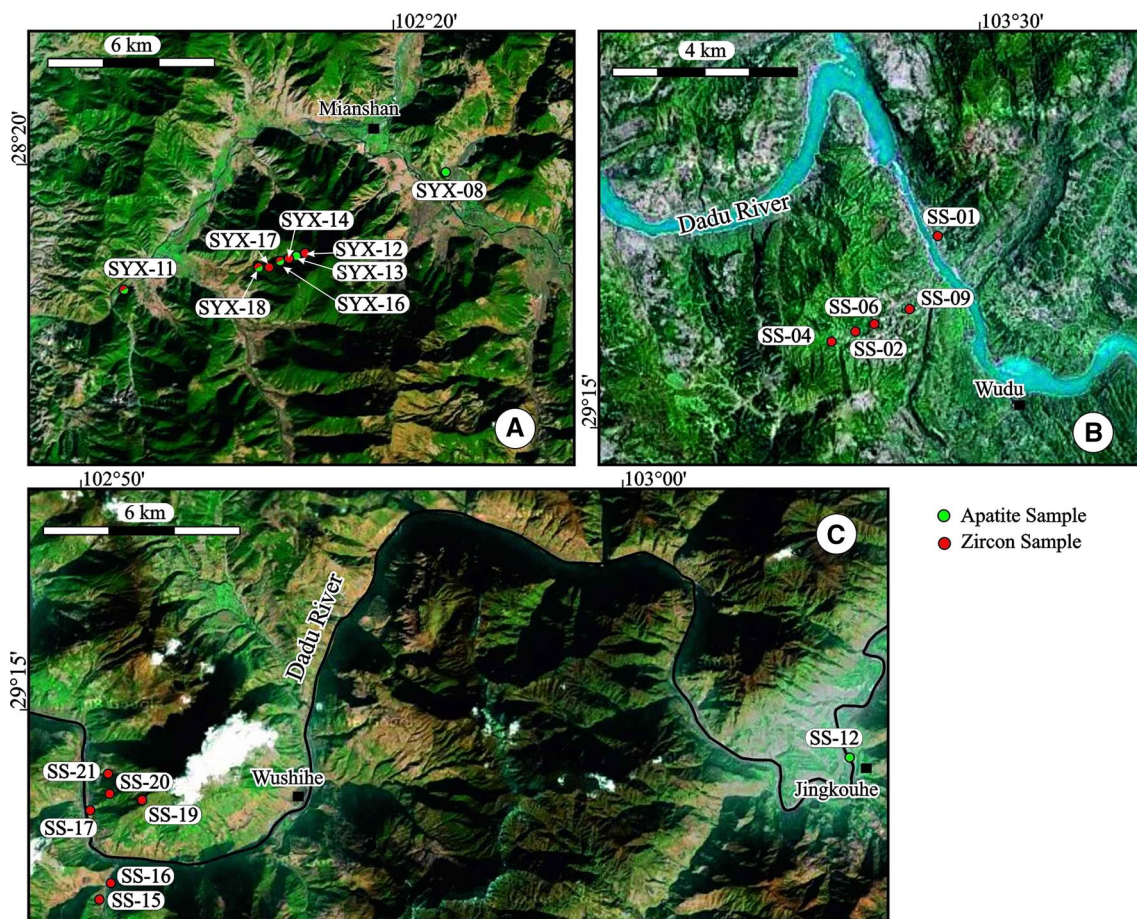 102°20'
6 km
Mianshan
28°20'
SYX-08
SYX-14
SYX-17
SYX-12
SYX-11
SYX-13
SYX-16
SYX-18
A
103°30'
4 km
Dadu River
SS-01
SS-09
SS-06
SS-04
SS-02
Wudu
29°15'
B
102°50'
103°00'
6 km
C
Dadu River
29°15'
SS-12
SS-21
SS-20
Wushihe
Jingkouhe
SS-19
SS-17
SS-16
SS-15
Apatite Sample
Zircon Sample